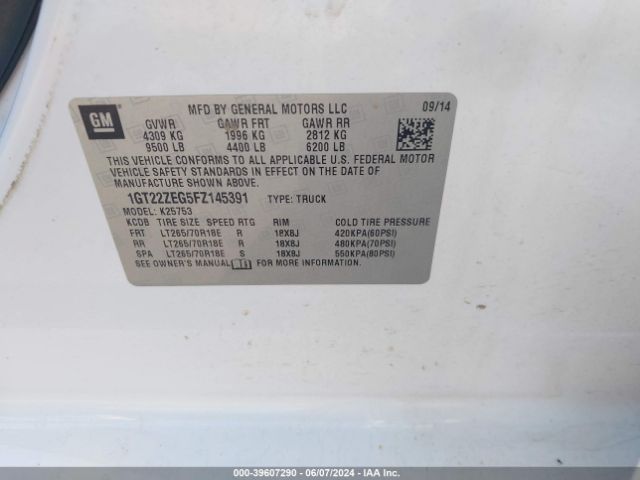 MFD BY GENERAL MOTORS LLC 09/14
GM
GVWR GAWR FRT GAWR RR
4309 KG 1996 KG 2812 KG
9500 LB 4400 LB 6200 LB
THIS VEHICLE CONFORMS TO ALL APPLICABLE U.S. FEDERAL MOTOR
VEHICLE SAFETY STANDARDS IN EFFECT ON THE DATE OF
MANUFACTURE SHOWN ABOVE.
1GT22ZEG5FZ145391 TYPE: TRUCK
MODEL: K25753
KCDB TIRE SIZE SPEED RTG RIM COLD TIRE PRESSURE
FRT LT265/70R18E R 18X8J 420KPA(60PSI)
RR LT265/70R18E R 18X8J 480KPA(70PSI)
SPA LT265/70R18E S 18X8J 550KPA(80PSI)
SEE OWNER'S MANUAL FOR MORE INFORMATION.
000-39607290 - 06/07/2024 - IAA Inc.